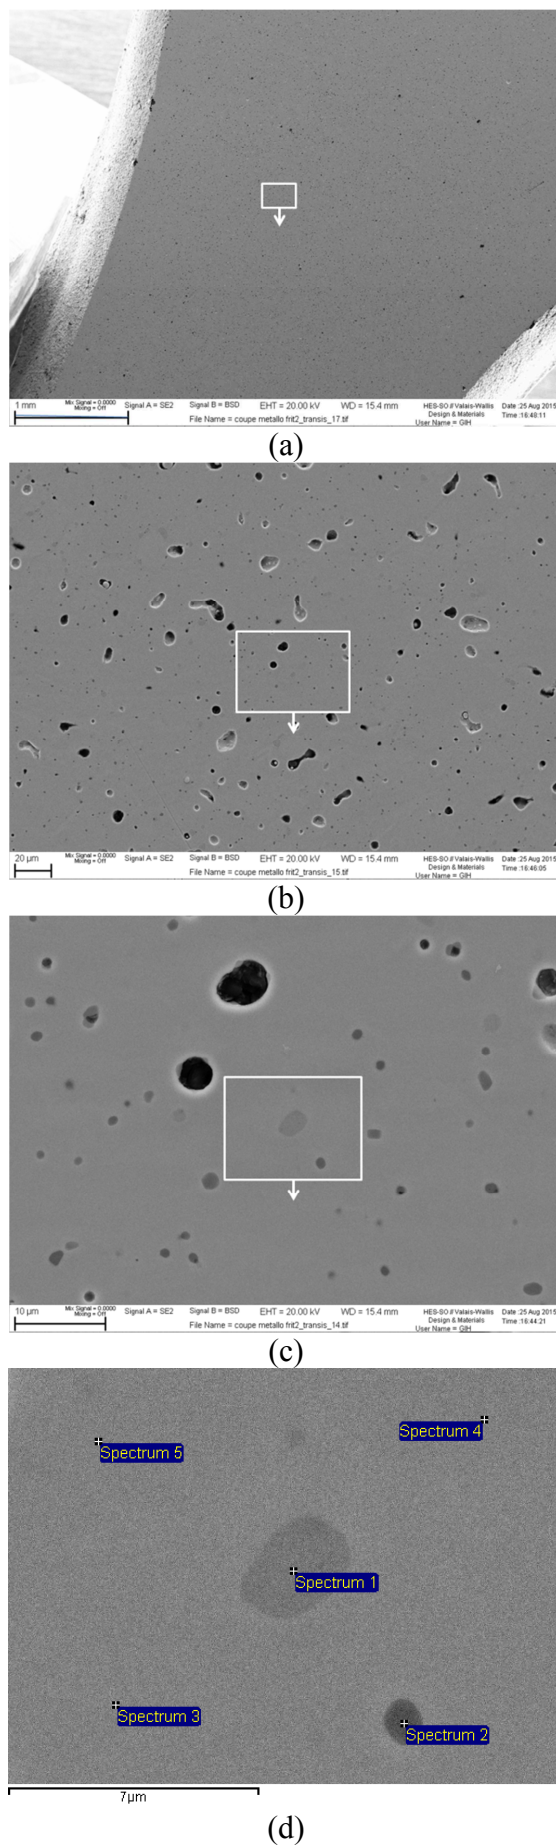 1 mm
Mix Signal = 0.0000
Mixing = Off
Signal A = SE2
Signal B = BSD
EHT = 20.00 kV
WD = 15.4 mm
File Name = coupe metallo frit2_transis_17.tif
HES-SO // Valais-Wallis
Design & Materials
User Name = GIH
Date :25 Aug 2015
Time :16:48:11
(a)
20 µm
Mix Signal = 0.0000
Mixing = Off
Signal A = SE2
Signal B = BSD
EHT = 20.00 kV
WD = 15.4 mm
File Name = coupe metallo frit2_transis_15.tif
HES-SO // Valais-Wallis
Design & Materials
User Name = GIH
Date :25 Aug 2015
Time :16:46:05
(b)
10 µm
Mix Signal = 0.0000
Mixing = Off
Signal A = SE2
Signal B = BSD
EHT = 20.00 kV
WD = 15.4 mm
File Name = coupe metallo frit2_transis_14.tif
HES-SO // Valais-Wallis
Design & Materials
User Name = GIH
Date :25 Aug 2015
Time :16:44:21
(c)
Spectrum 4
Spectrum 5
Spectrum 1
Spectrum 3
Spectrum 2
7µm
(d)